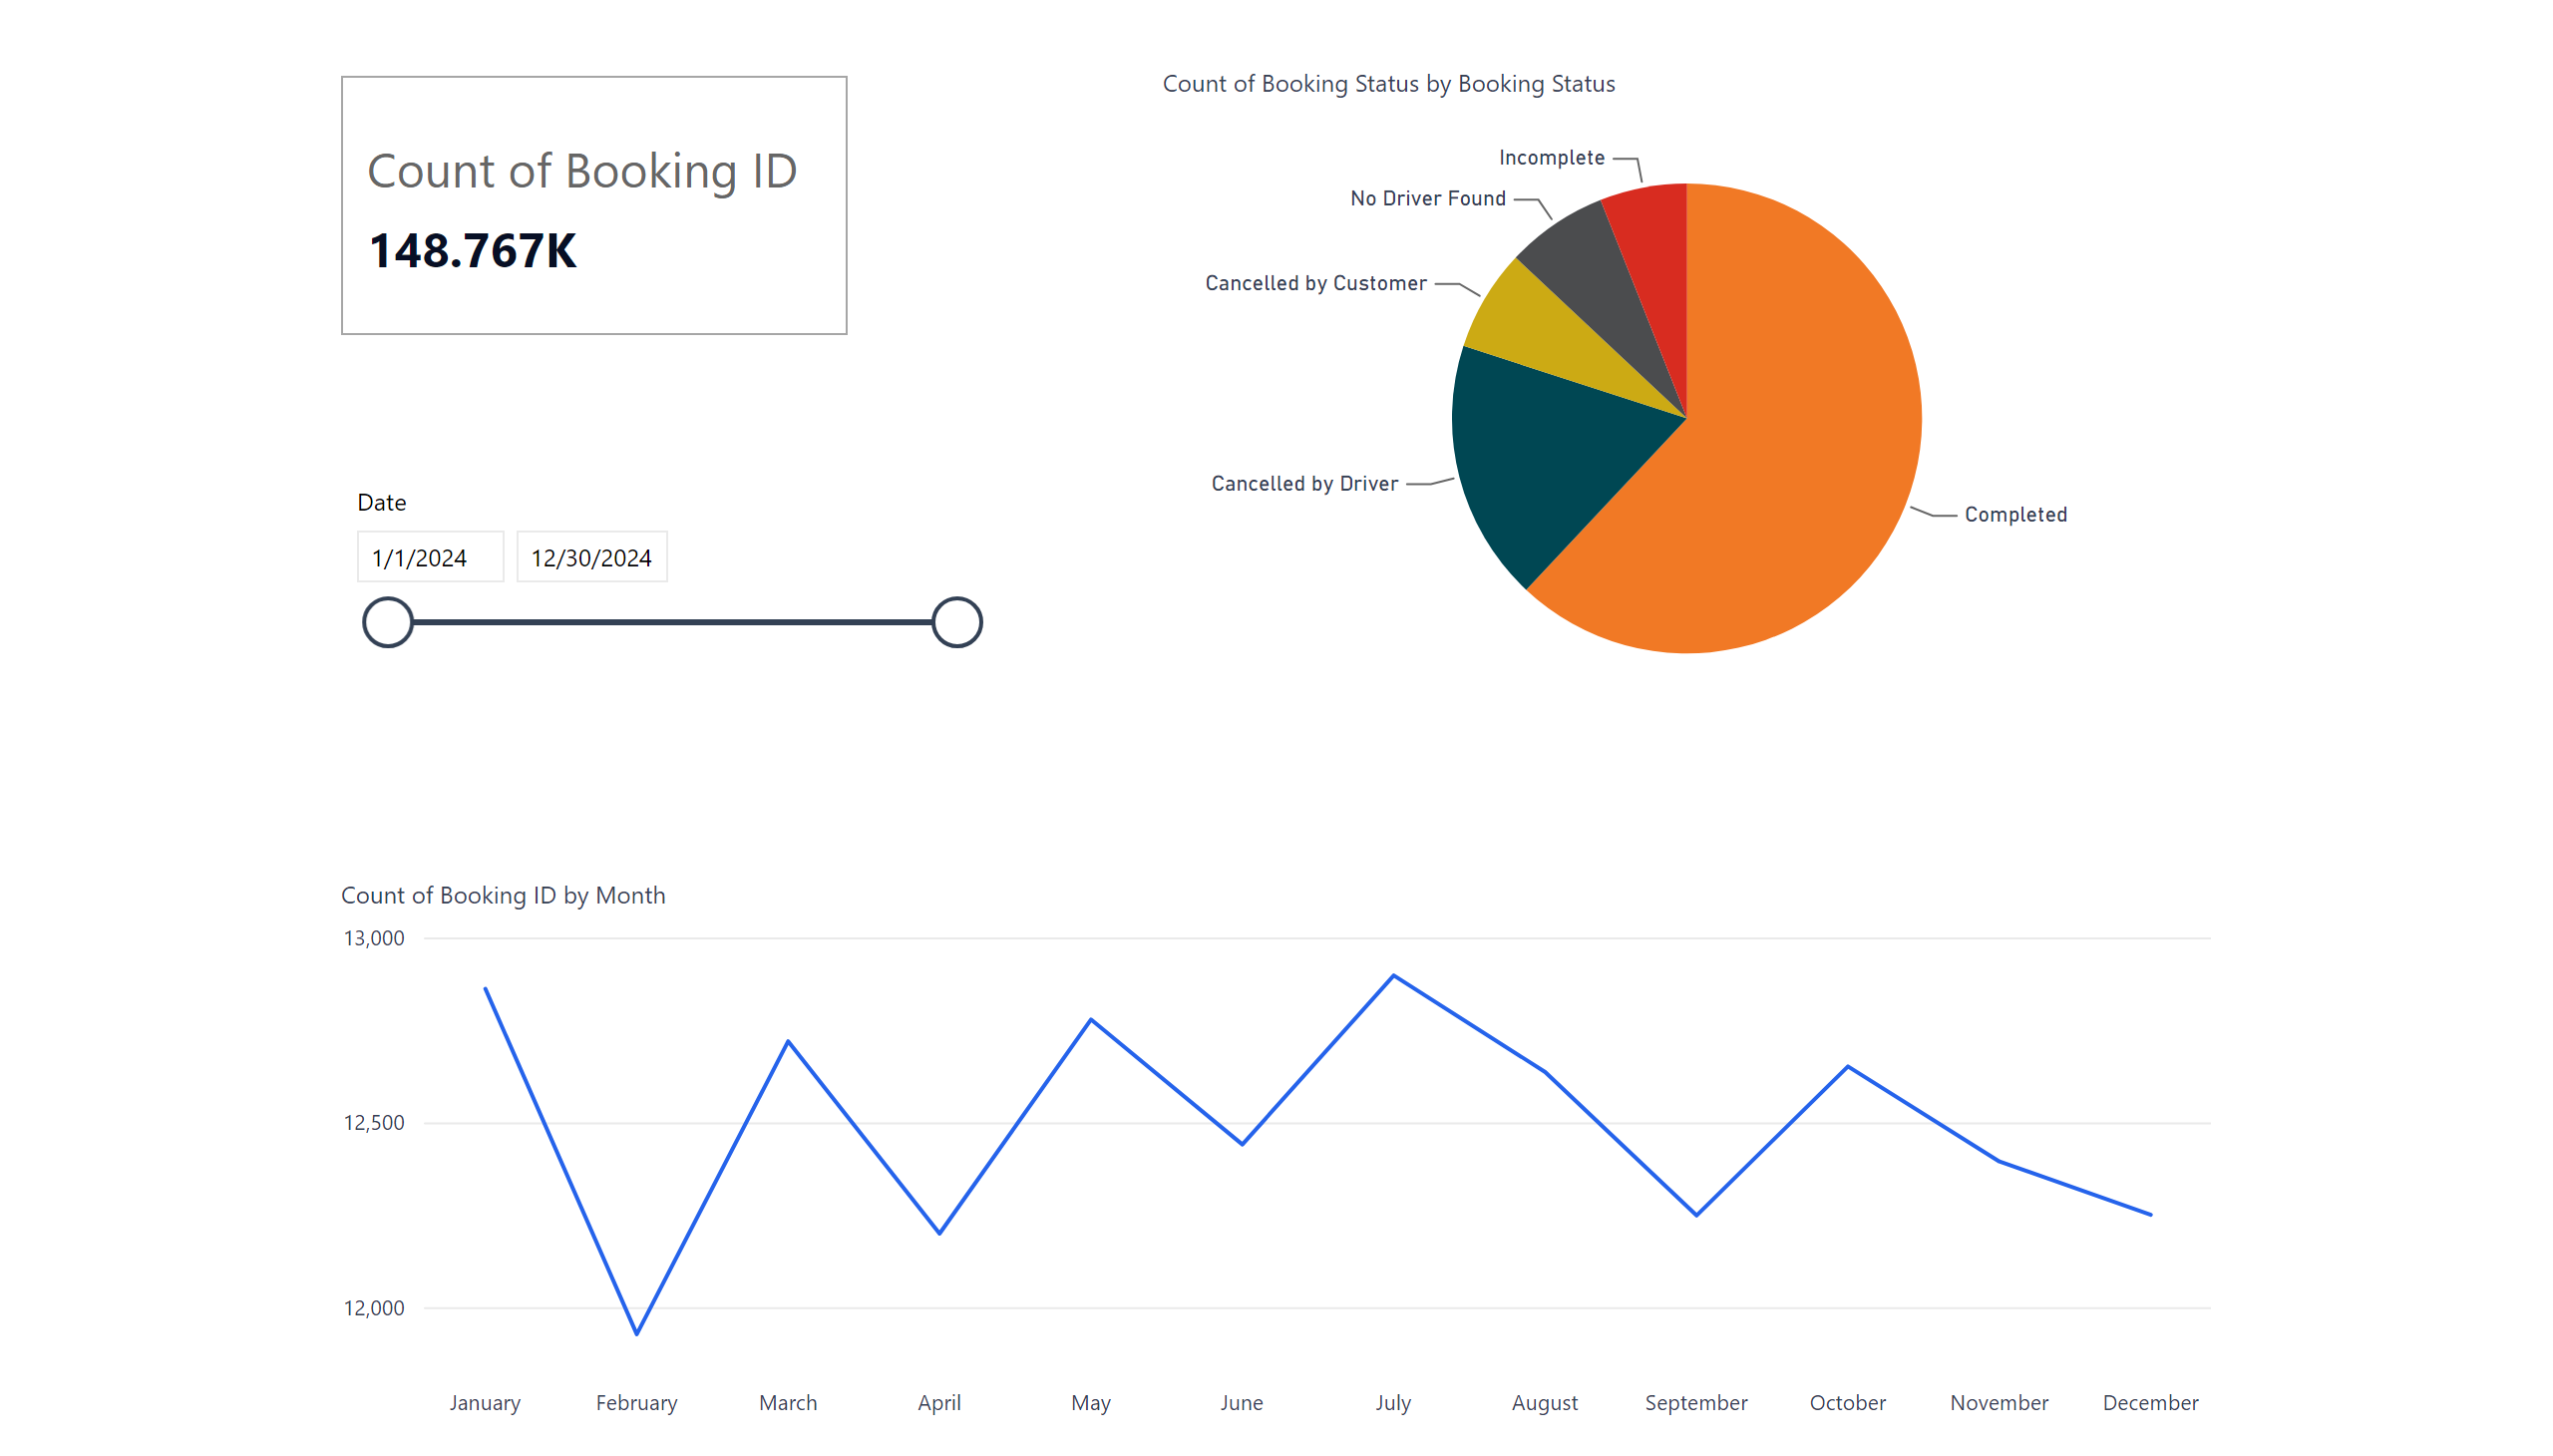 Count of Booking ID
148.767K
Date
1/1/2024
12/30/2024
Count of Booking Status by Booking Status
Incomplete
No Driver Found
Cancelled by Customer
Cancelled by Driver
Completed
Count of Booking ID by Month
13,000
12,500
12,000
January February March April May June July August September October November December